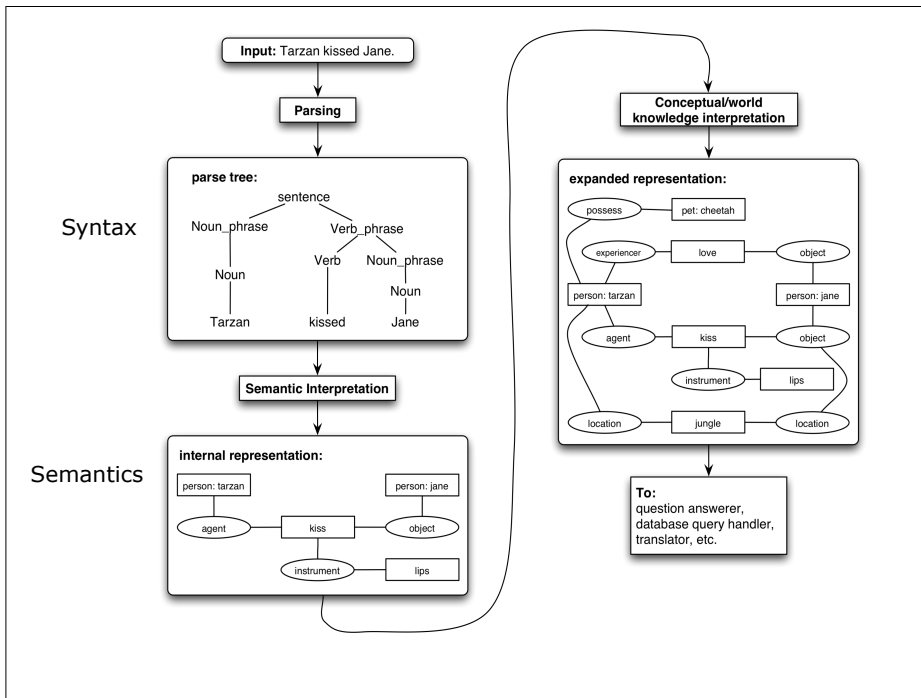 Input: Tarzan kissed Jane.
Parsing
Syntax
parse tree:
sentence
Noun_phrase Verb_phrase
Verb Noun_phrase
Noun
Noun
Tarzan kissed Jane
Semantic Interpretation
Semantics
internal representation:
person: tarzan person: jane
agent kiss object
instrument lips
Conceptual/world
knowledge interpretation
expanded representation:
possess pet: cheetah
experiencer love object
person: tarzan person: jane
agent kiss object
instrument lips
location jungle location
To:
question answerer,
database query handler,
translator, etc.